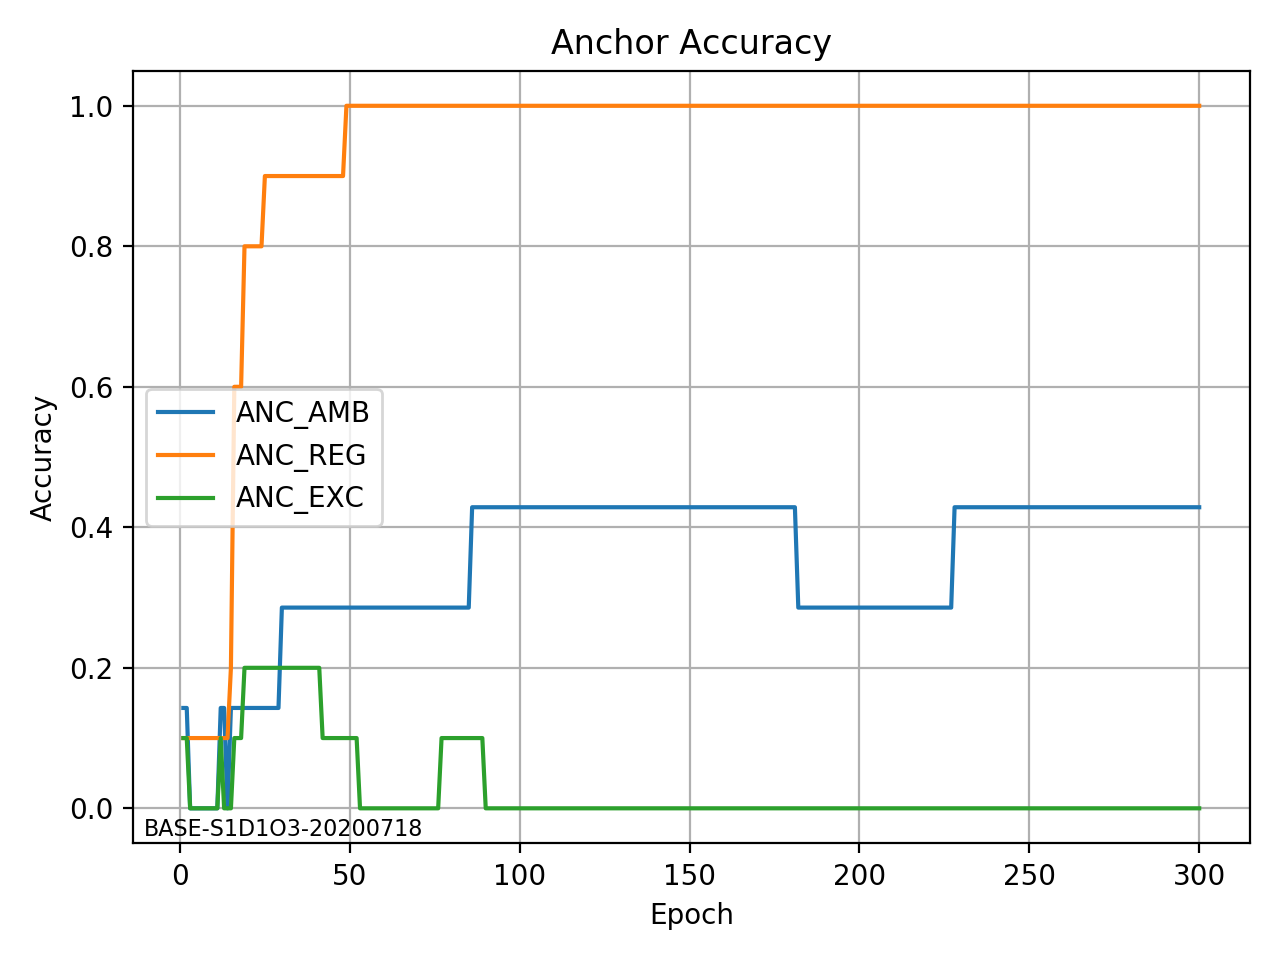 Anchor Accuracy
Accuracy
1.0
0.8
0.6
0.4
0.2
0.0
ANC_AMB
ANC_REG
ANC_EXC
BASE-S1D1O3-20200718
0 50 100 150 200 250 300
Epoch